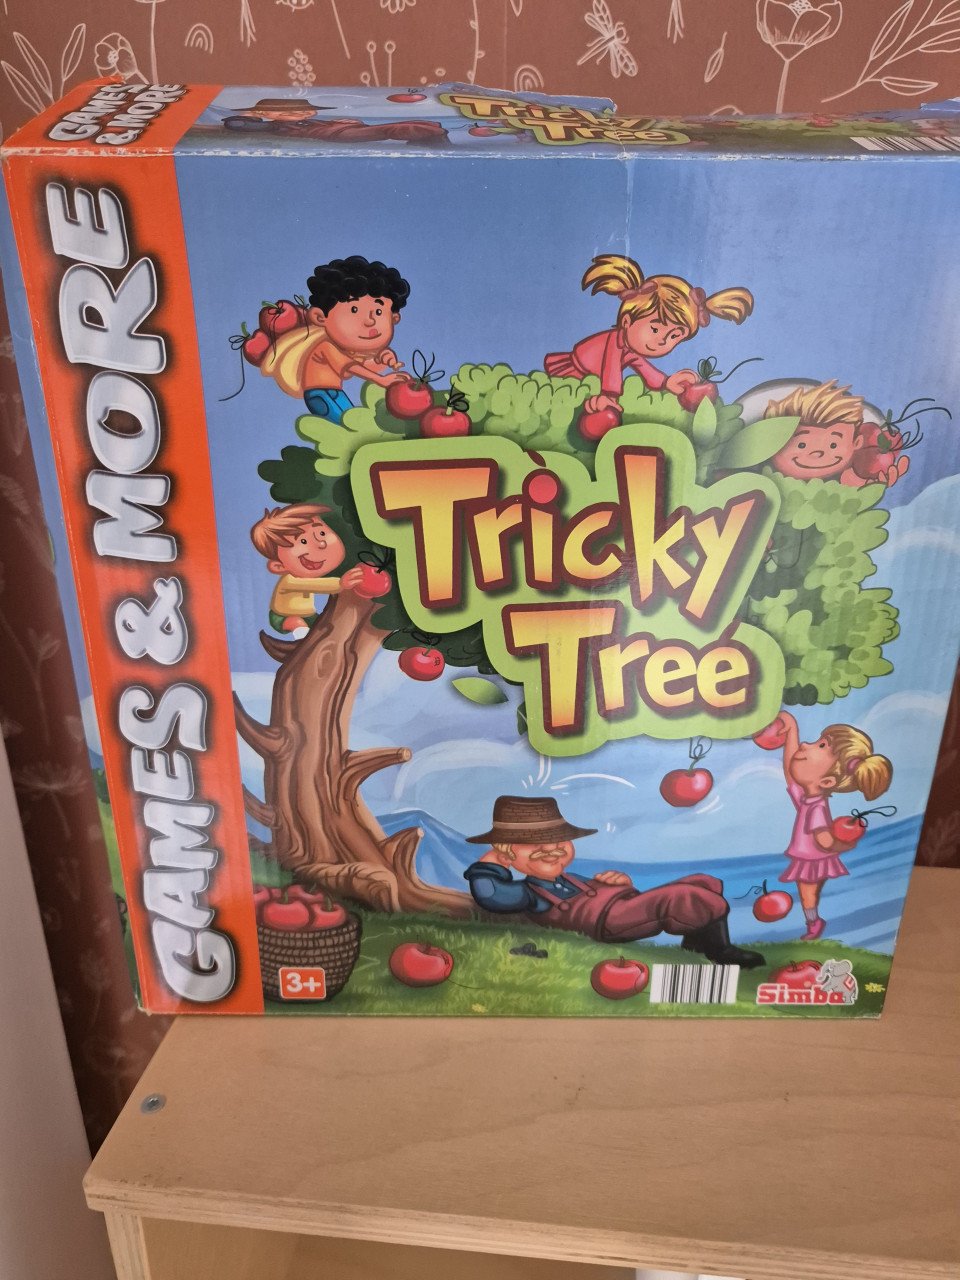 GAMES
& MORE
Tricky
Tree
GAMES & MORE
Tricky
Tree
3+
Simba